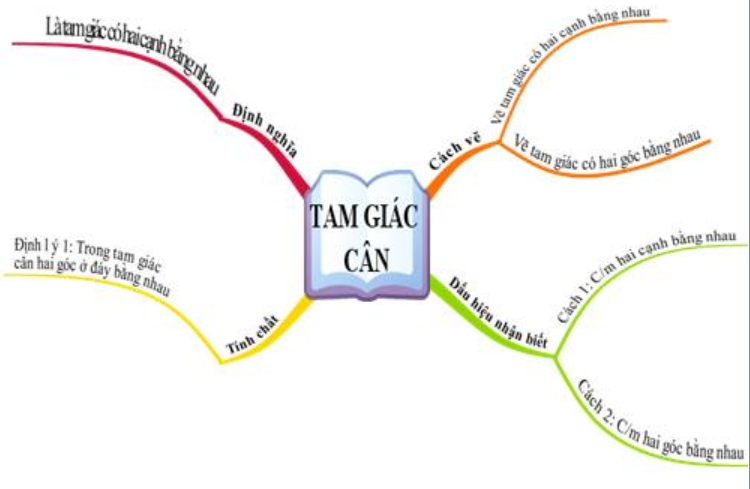 TAM GIÁC
CÂN
Định nghĩa
Là tam giác có hai cạnh bằng nhau
Cách vẽ
Vẽ tam giác có hai cạnh bằng nhau
Vẽ tam giác có hai góc bằng nhau
Tính chất
Định lý 1: Trong tam giác
cân hai góc ở đáy bằng nhau
Dấu hiệu nhận biết
Cách 1: C/m hai cạnh bằng nhau
Cách 2: C/m hai góc bằng nhau